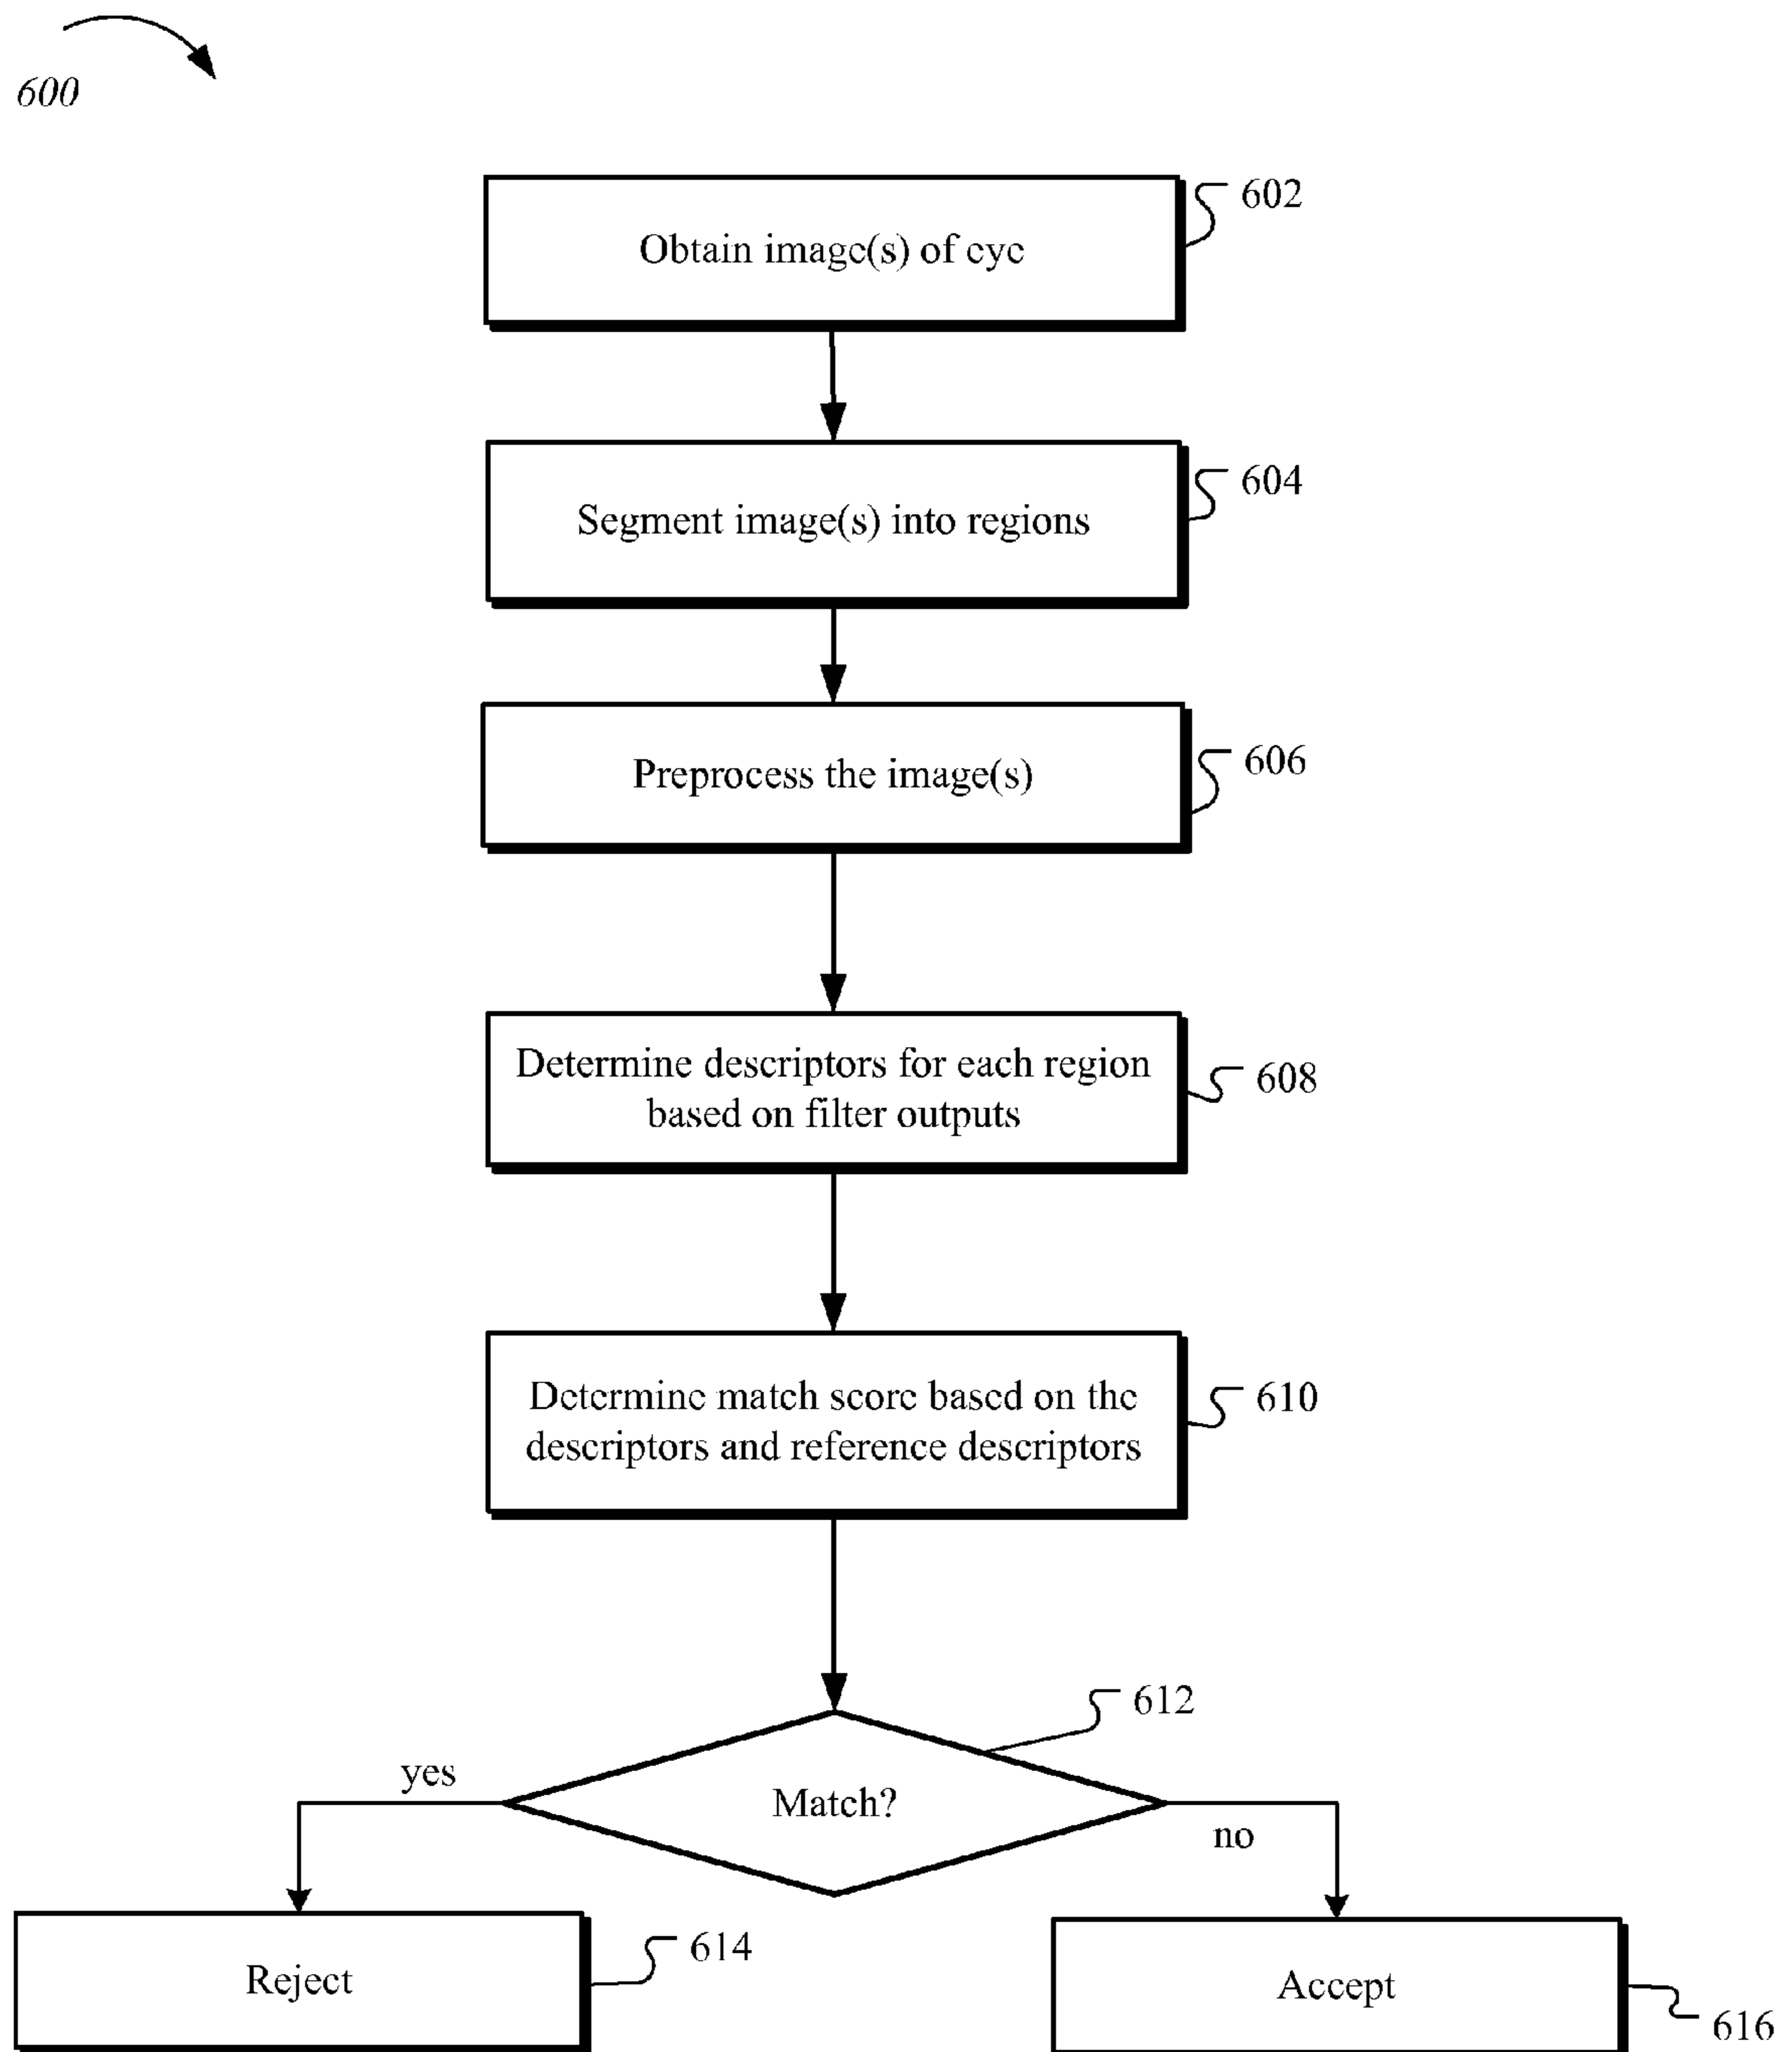 600
602
Obtain image(s) of eye
604
Segment image(s) into regions
606
Preprocess the image(s)
Determine descriptors for each region
based on filter outputs
608
Determine match score based on the
descriptors and reference descriptors
610
612
yes
Match?
no
614
Reject
Accept
616